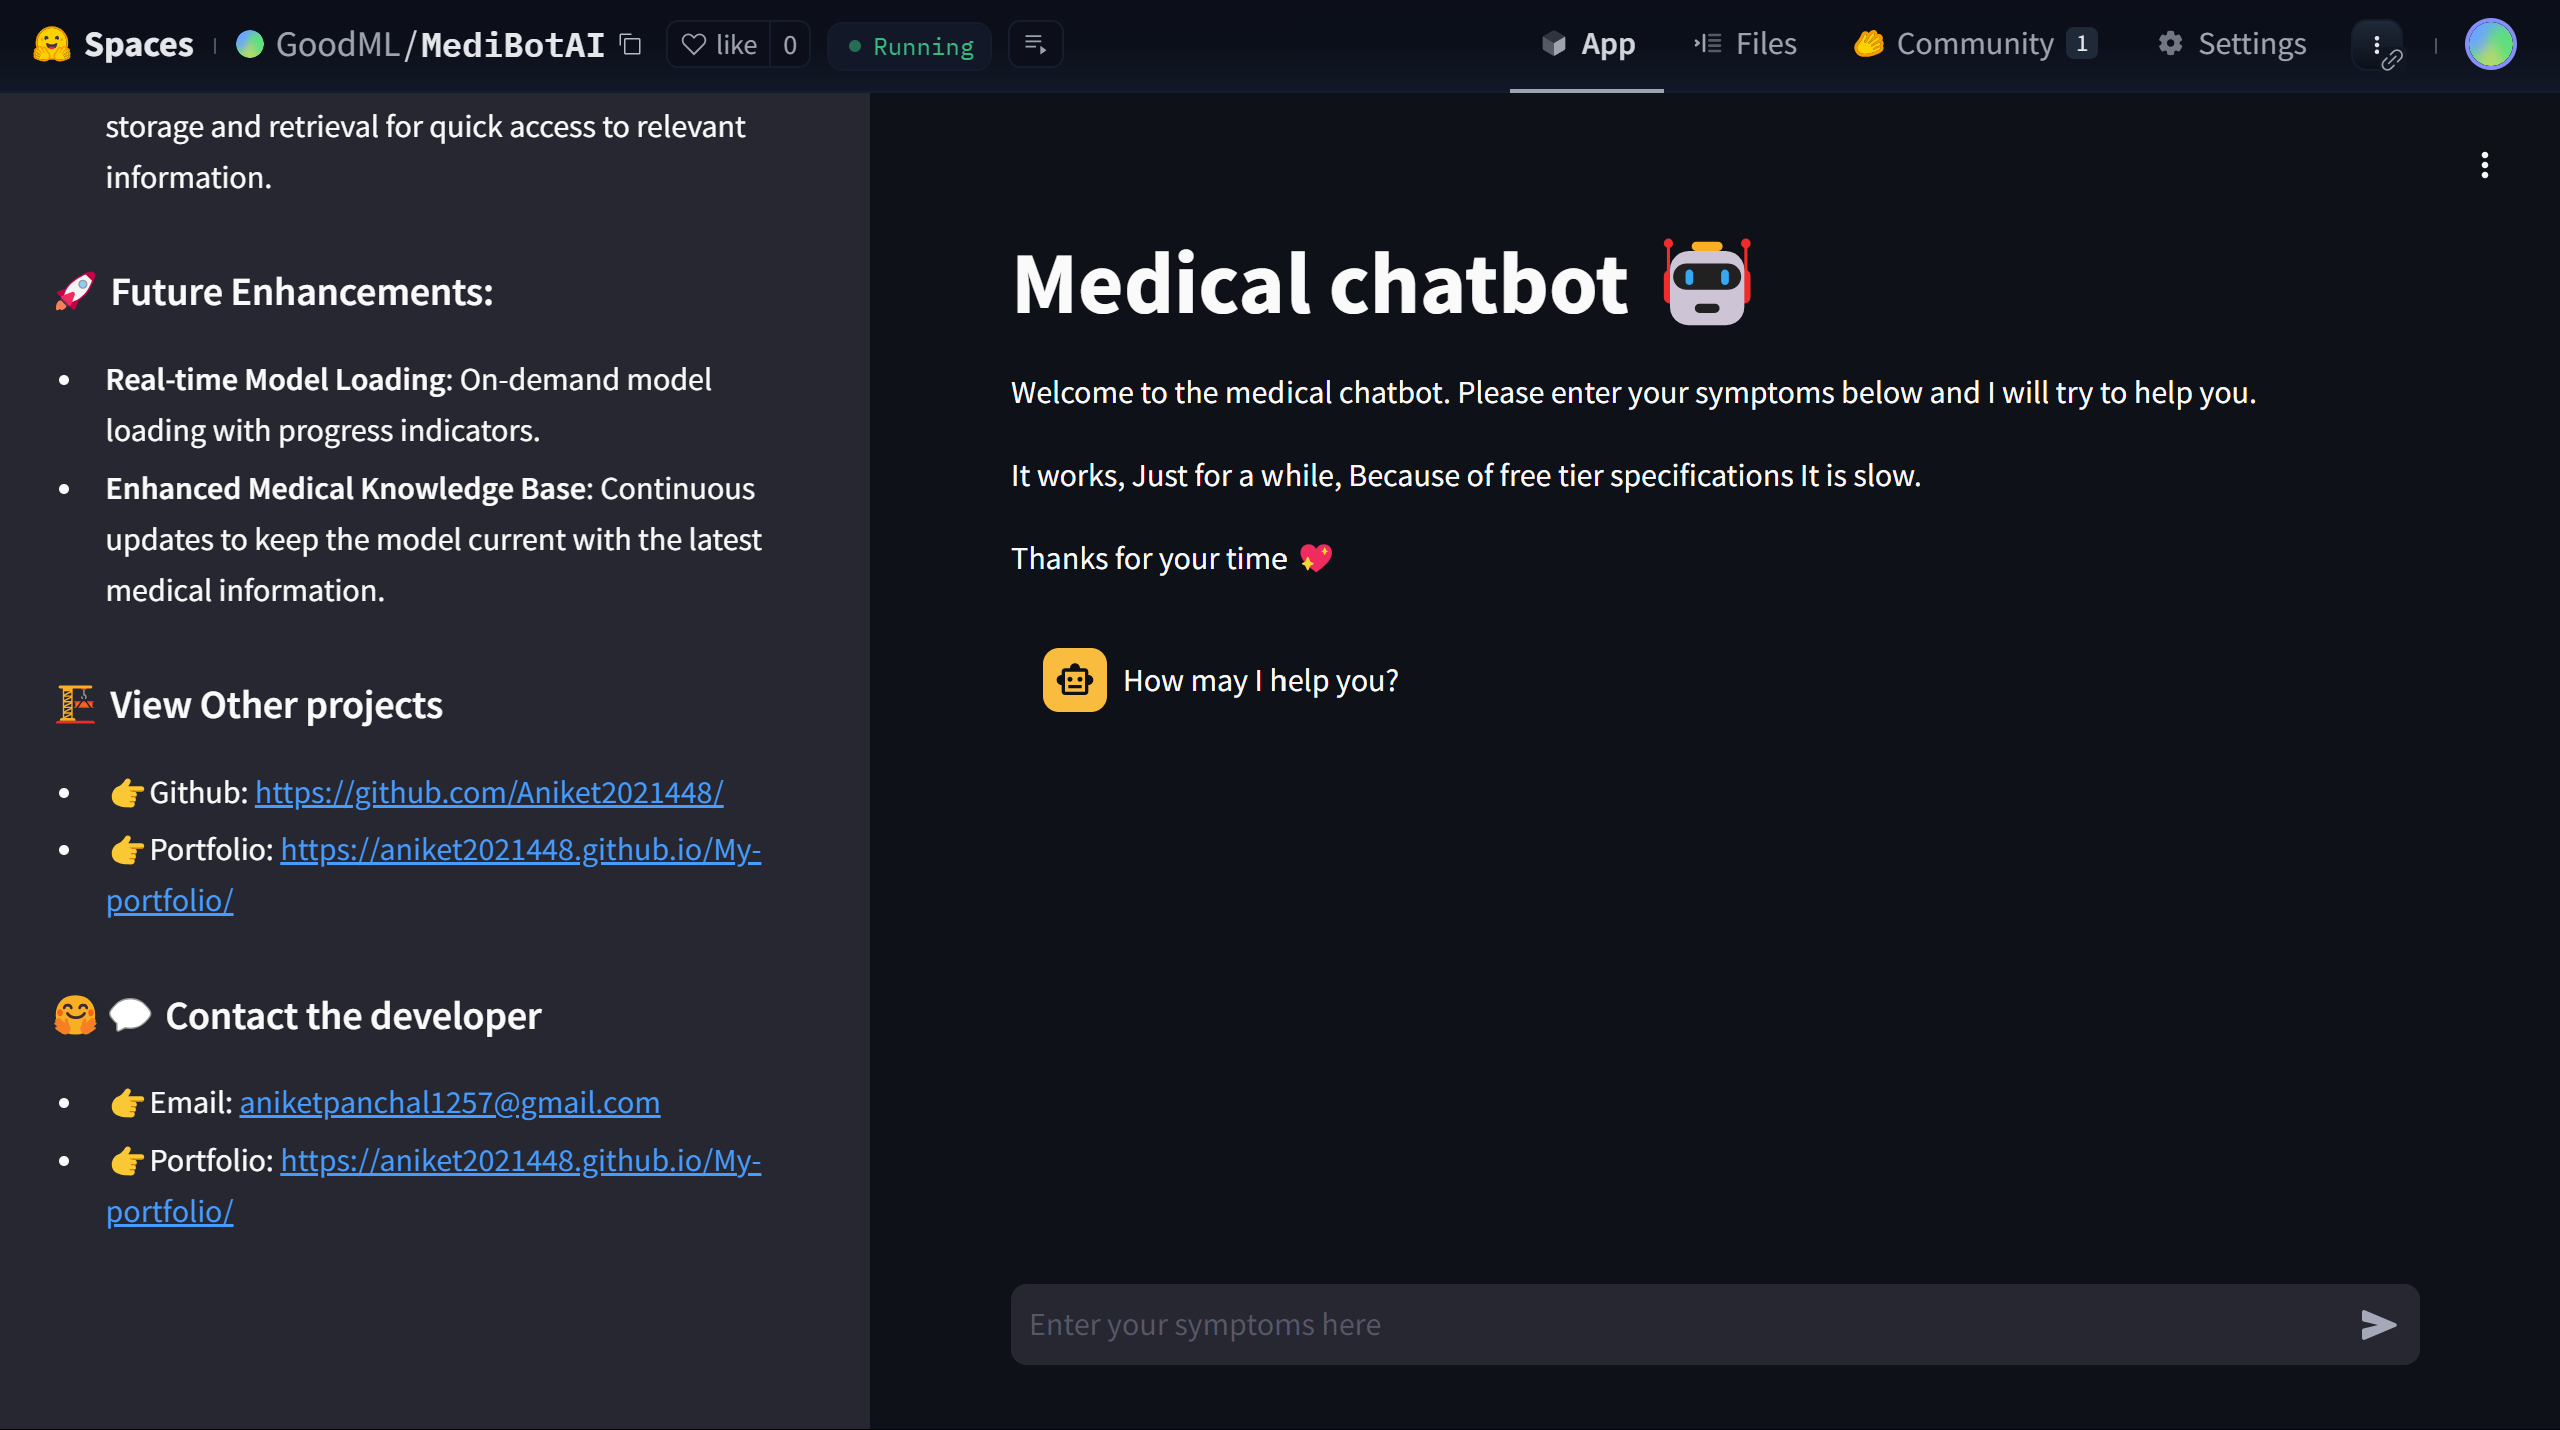 Spaces
GoodML/MediBotAI
like 0
Running
App
Files
Community 1
Settings
storage and retrieval for quick access to relevant
information.
🚀 Future Enhancements:
• Real-time Model Loading: On-demand model
loading with progress indicators.
• Enhanced Medical Knowledge Base: Continuous
updates to keep the model current with the latest
medical information.
🏗️ View Other projects
• 👉Github: https://github.com/Aniket2021448/
• 👉Portfolio: https://aniket2021448.github.io/My-
portfolio/
🤗💬 Contact the developer
• 👉Email: aniketpanchal1257@gmail.com
• 👉Portfolio: https://aniket2021448.github.io/My-
portfolio/
Medical chatbot 🤖
Welcome to the medical chatbot. Please enter your symptoms below and I will try to help you.
It works, Just for a while, Because of free tier specifications It is slow.
Thanks for your time 💖
How may I help you?
Enter your symptoms here